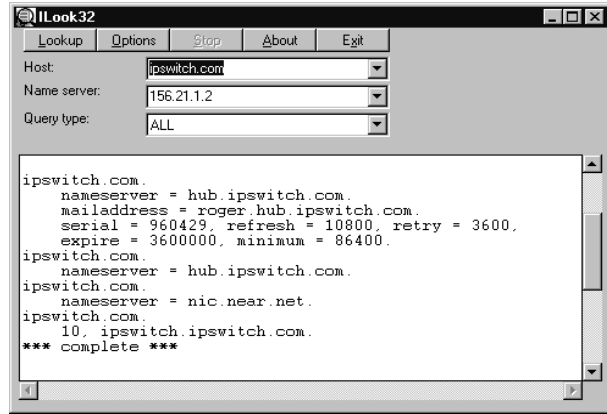 ILook32
Lookup Options Stop About Exit
Host: ipswitch.com
Name server: 156.21.1.2
Query type: ALL
ipswitch.com.
nameserver = hub.ipswitch.com.
mailaddress = roger.hub.ipswitch.com.
serial = 960429, refresh = 10800, retry = 3600,
expire = 3600000, minimum = 86400.
ipswitch.com.
nameserver = hub.ipswitch.com.
ipswitch.com.
nameserver = nic.near.net.
ipswitch.com.
10, ipswitch.ipswitch.com.
*** complete ***